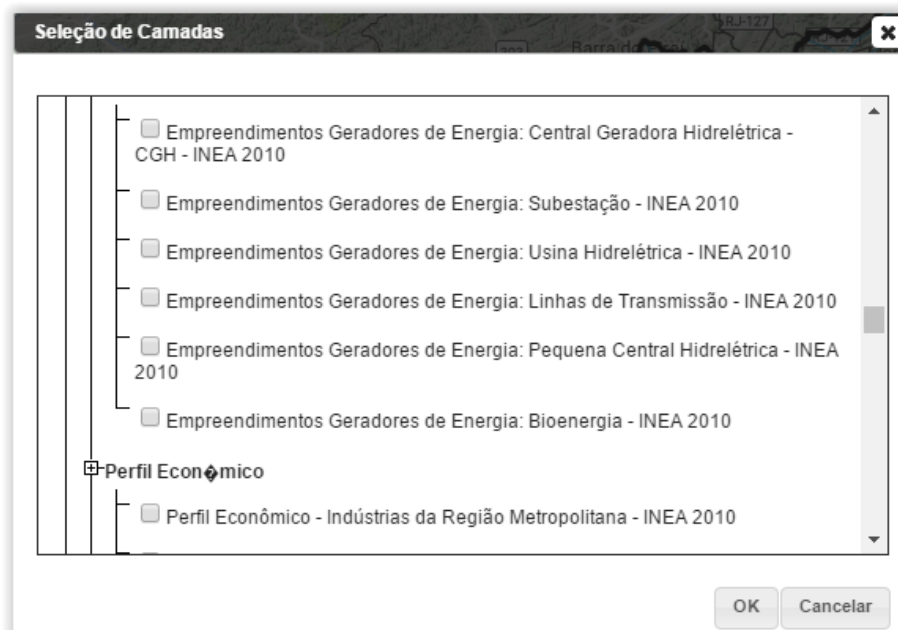 Seleção de Camadas
RJ-127
Empreendimentos Geradores de Energia: Central Geradora Hidrelétrica -
CGH - INEA 2010
Empreendimentos Geradores de Energia: Subestação - INEA 2010
Empreendimentos Geradores de Energia: Usina Hidrelétrica - INEA 2010
Empreendimentos Geradores de Energia: Linhas de Transmissão - INEA 2010
Empreendimentos Geradores de Energia: Pequena Central Hidrelétrica - INEA
2010
Empreendimentos Geradores de Energia: Bioenergia - INEA 2010
Perfil Econ�mico
Perfil Econômico - Indústrias da Região Metropolitana - INEA 2010
OK Cancelar